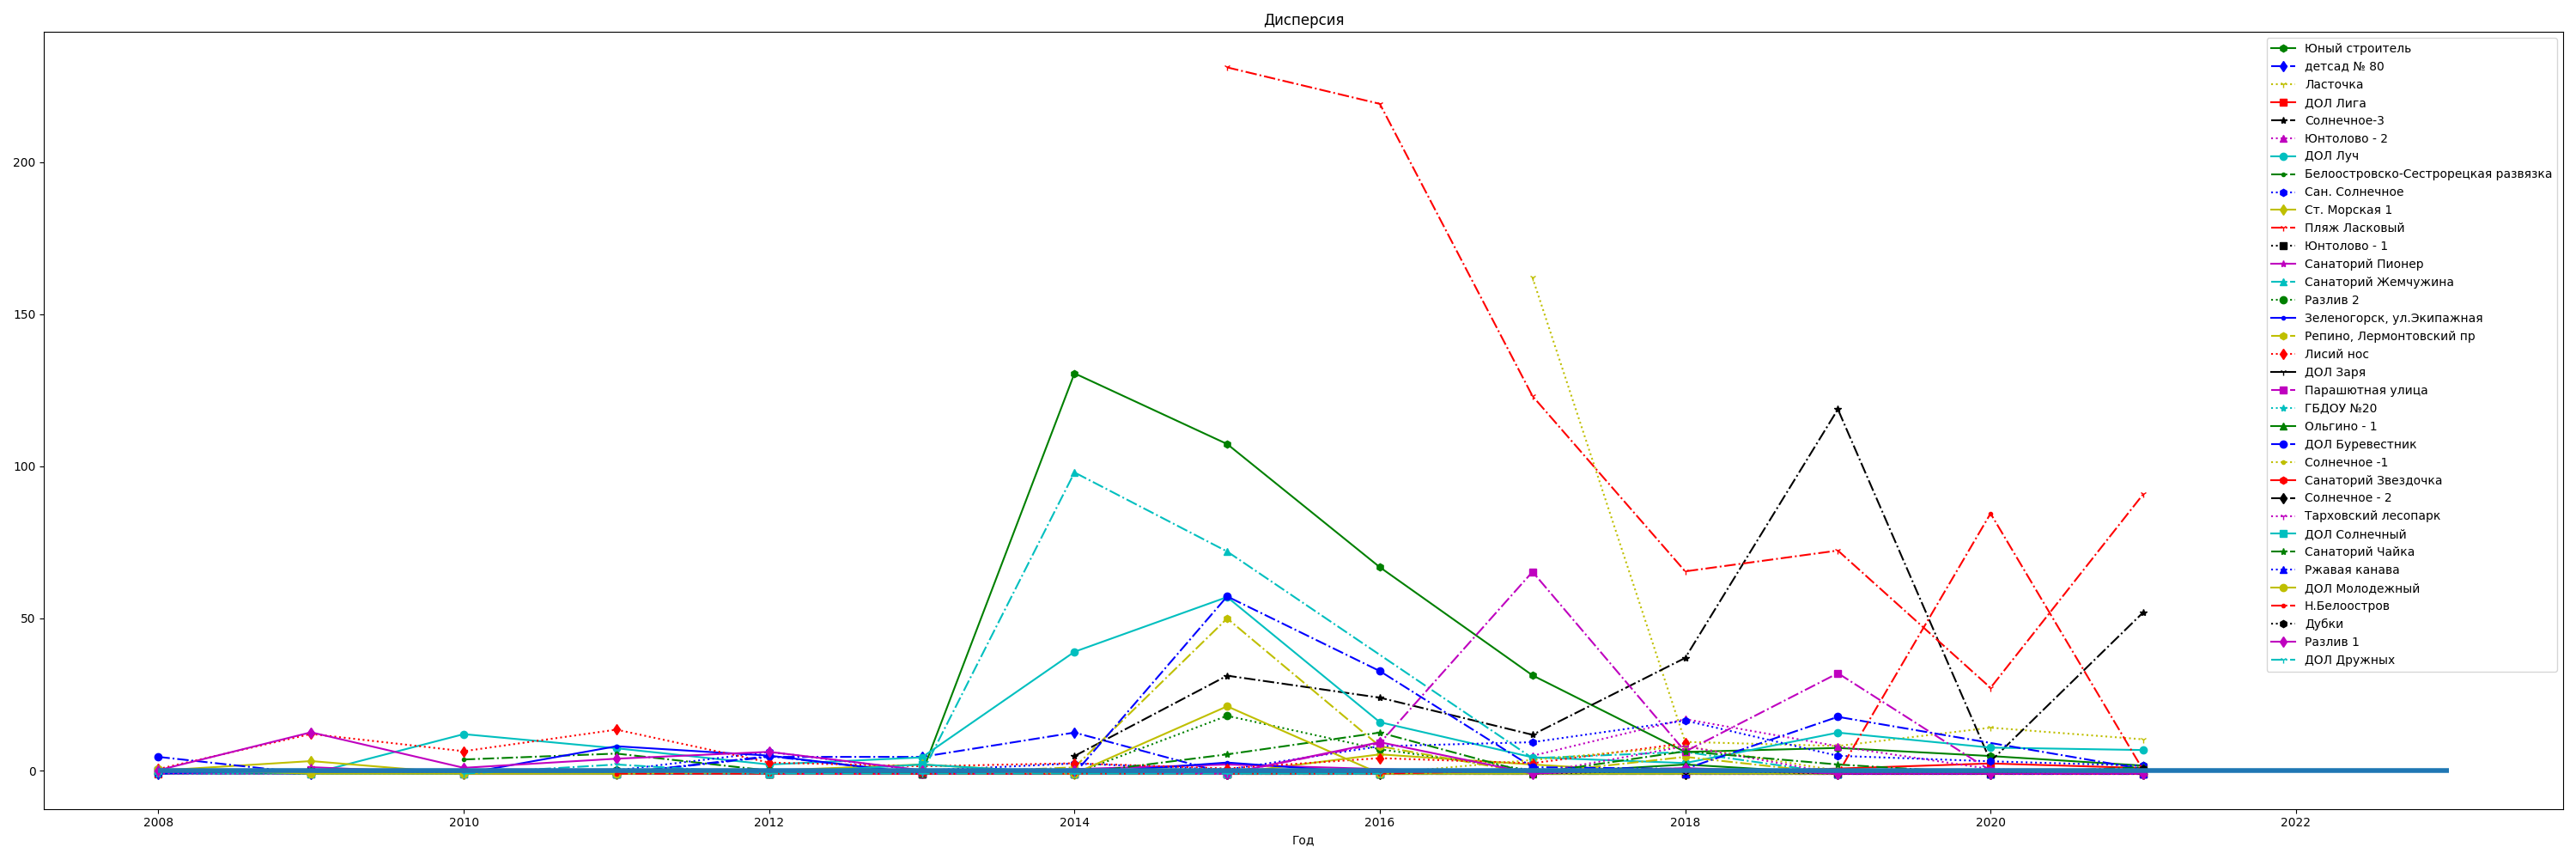 Дисперсия
200
150
100
50
0
2008
2010
2012
2014
2016
2018
2020
2022
Год
Юный строитель
детсад № 80
Ласточка
ДОЛ Лига
Солнечное-3
Юнтолово - 2
ДОЛ Луч
Белоостровско-Сестрорецкая развязка
Сан. Солнечное
Ст. Морская 1
Пляж Ласковый
Юнтолово - 1
Санаторий Пионер
Санаторий Жемчужина
Разлив 2
Зеленогорск, ул.Экипажная
Репино, Лермонтовский пр
Лисий нос
ДОЛ Заря
Парашютная улица
ГБДОУ №20
Ольгино - 1
ДОЛ Буревестник
Солнечное -1
Санаторий Звездочка
Солнечное - 2
Тарховский лесопарк
ДОЛ Солнечный
Санаторий Чайка
Ржавая канава
ДОЛ Молодежный
Н.Белоостров
Дубки
Разлив 1
ДОЛ Дружных